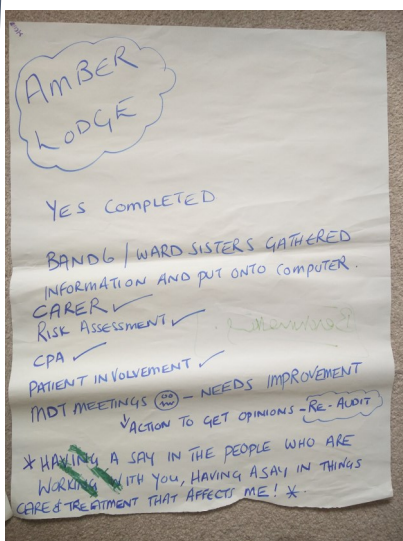 AMBER
LODGE
YES COMPLETED
BAND6 / WARD SISTERS GATHERED
INFORMATION AND PUT ONTO COMPUTER.
CARER ✓
RISK ASSESSMENT ✓
CPA ✓
PATIENT INVOLVEMENT ✓
MDT MEETINGS - NEEDS IMPROVEMENT
↓ ACTION TO GET OPINIONS - RE-AUDIT
* HAVING A SAY IN THE PEOPLE WHO ARE
WORKING WITH YOU, HAVING A SAY IN THINGS
CARE & TREATMENT THAT AFFECTS ME! *